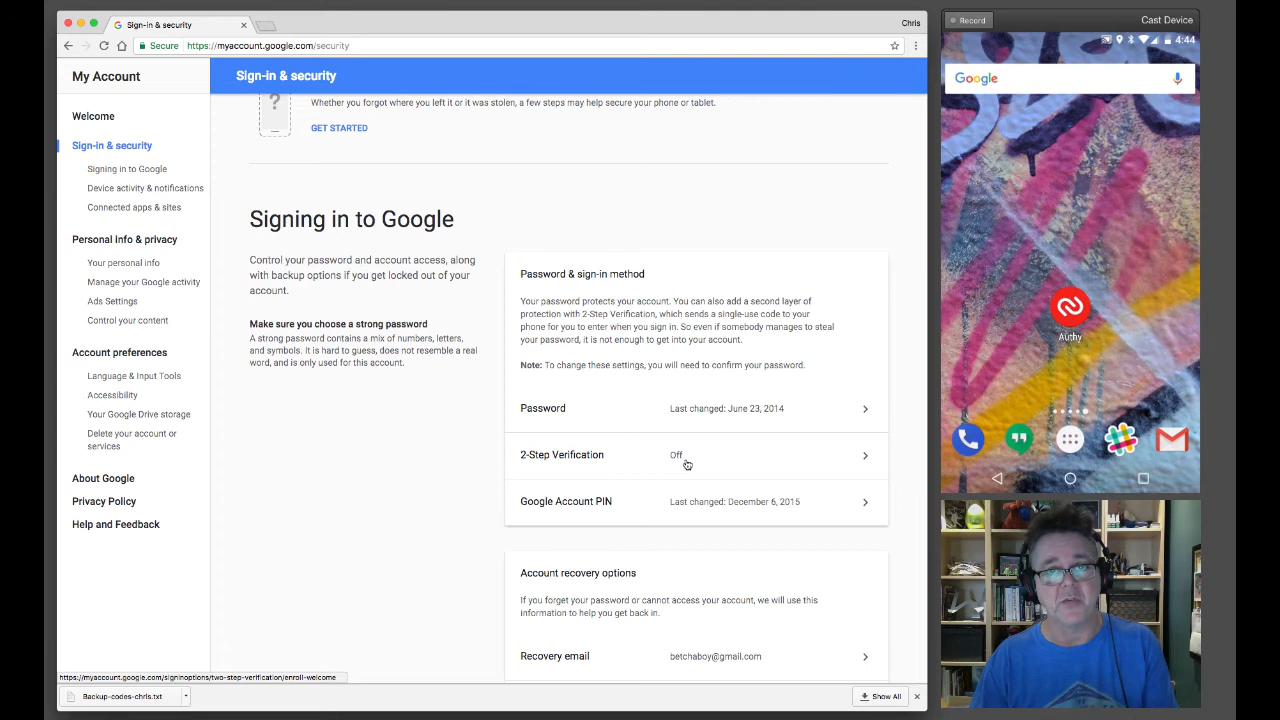 Sign-in & security
Chris
Secure
https://myaccount.google.com/security
My Account
Sign-in & security
Welcome
Sign-in & security
Signing in to Google
Device activity & notifications
Connected apps & sites
Personal info & privacy
Your personal info
Manage your Google activity
Ads Settings
Control your content
Account preferences
Language & Input Tools
Accessibility
Your Google Drive storage
Delete your account or
services
About Google
Privacy Policy
Help and Feedback
?
Whether you forgot where you left it or it was stolen, a few steps may help secure your phone or tablet.
GET STARTED
Signing in to Google
Control your password and account access, along
with backup options if you get locked out of your
account.
Make sure you choose a strong password
A strong password contains a mix of numbers, letters,
and symbols. It is hard to guess, does not resemble a real
word, and is only used for this account.
Password & sign-in method
Your password protects your account. You can also add a second layer of
protection with 2-Step Verification, which sends a single-use code to your
phone for you to enter when you sign in. So even if somebody manages to steal
your password, it is not enough to get into your account.
Note: To change these settings, you will need to confirm your password.
Password Last changed: June 23, 2014
2-Step Verification Off
Google Account PIN Last changed: December 6, 2015
Account recovery options
If you forget your password or cannot access your account, we will use this
information to help you get back in.
Recovery email betchaboy@gmail.com
https://myaccount.google.com/signinoptions/two-step-verification/enroll-welcome
Backup-codes-chris.txt
Show All
Record
Cast Device
4:44
Google
Authy